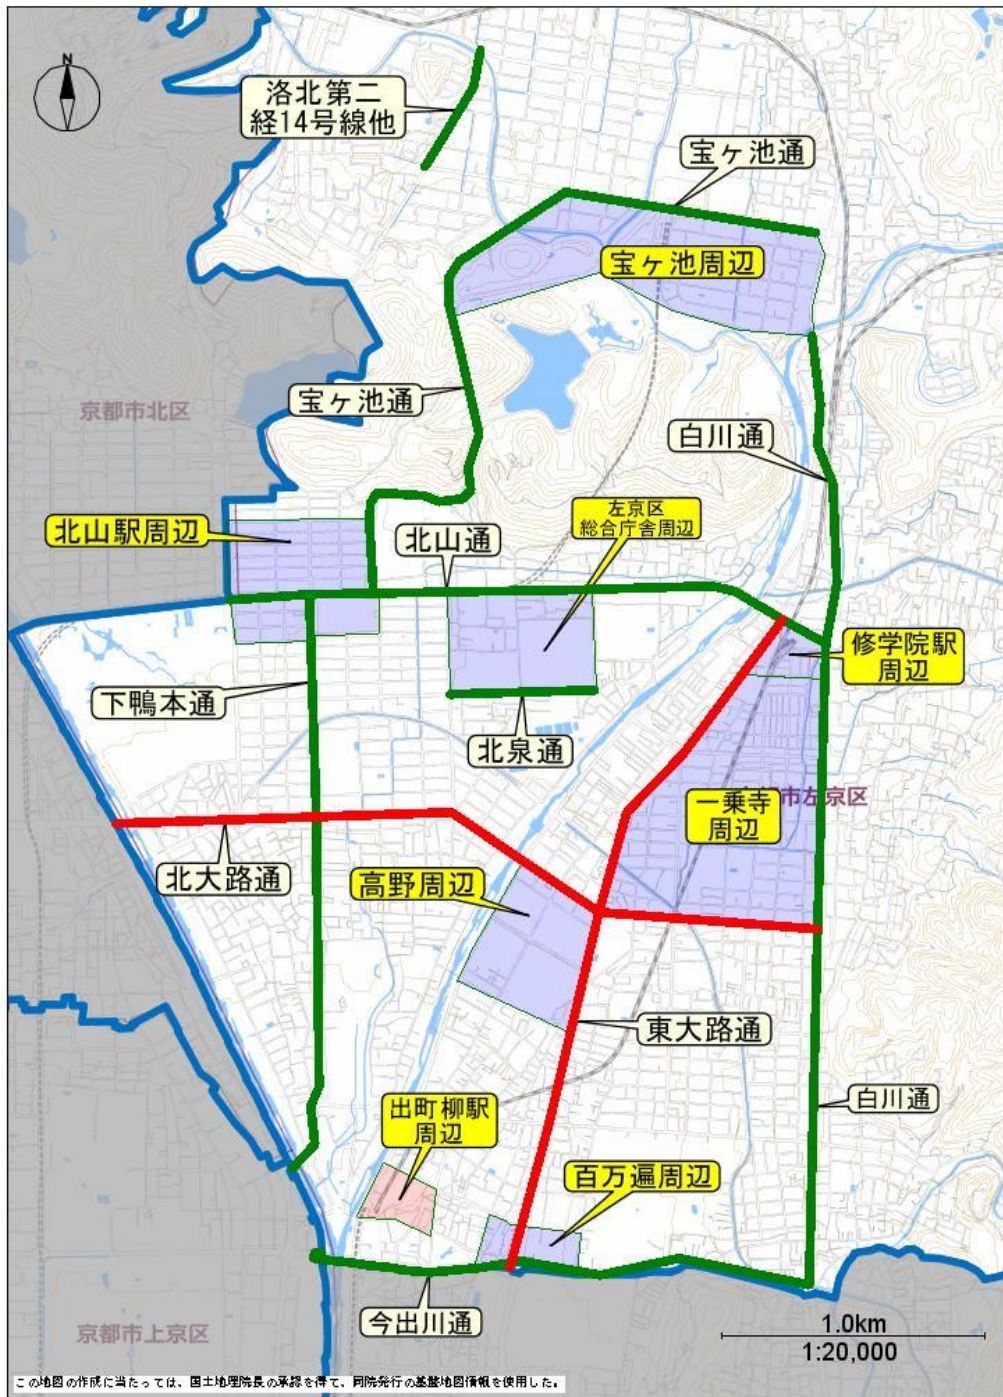 N
洛北第二
経14号線他
宝ヶ池通
宝ヶ池周辺
宝ヶ池通
京都市北区
白川通
北山駅周辺
北山通
左京区
総合庁舎周辺
修学院駅
周辺
下鴨本通
北泉通
一乗寺
周辺
市左京区
北大路通
高野周辺
東大路通
出町柳駅
周辺
白川通
百万遍周辺
今出川通
京都市上京区
1.0km
1:20,000
この地図の作成に当たっては、国土地理院長の承認を得て、同院発行の基盤地図情報を使用した。